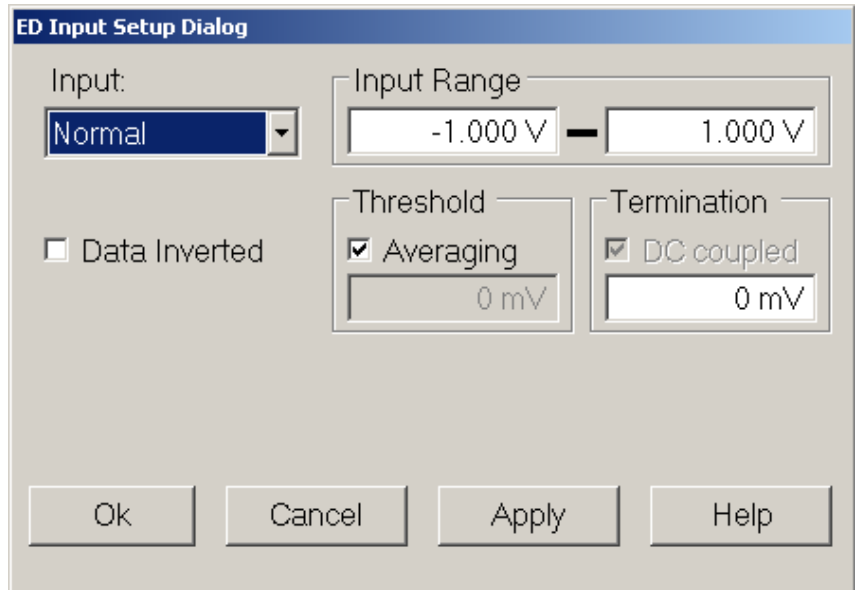 ED Input Setup Dialog
Input:
Normal
Input Range
-1.000 V
1.000 V
Data Inverted
Threshold
Averaging
0 mV
Termination
DC coupled
0 mV
Ok
Cancel
Apply
Help